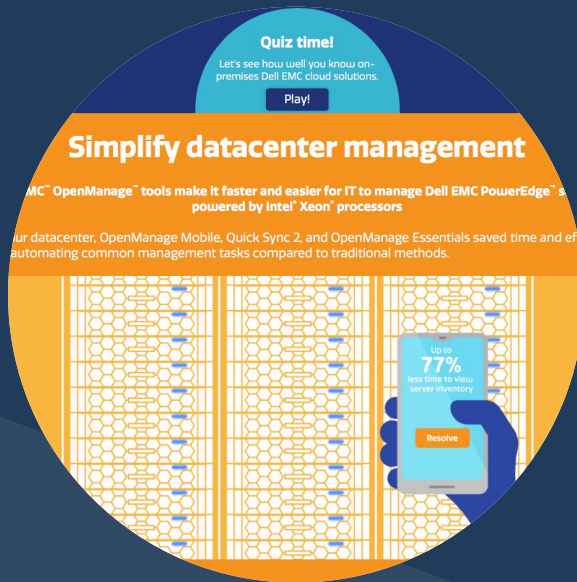 Quiz time!
Let's see how well you know on-
premises Dell EMC cloud solutions.
Play!
Simplify datacenter management
MC™ OpenManage™ tools make it faster and easier for IT to manage Dell EMC PowerEdge™ s
powered by Intel® Xeon® processors
ur datacenter, OpenManage Mobile, Quick Sync 2, and OpenManage Essentials saved time and ef
automating common management tasks compared to traditional methods.
Up to
77%
less time to view
server inventory
Resolve